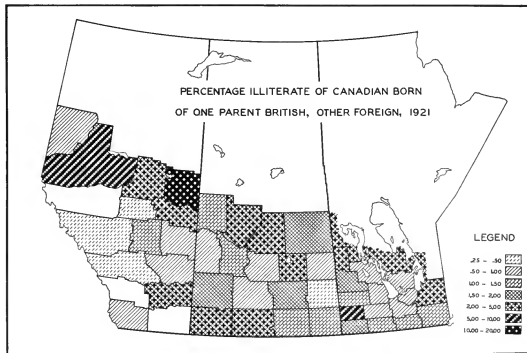 PERCENTAGE ILLITERATE OF CANADIAN BORN
OF ONE PARENT BRITISH, OTHER FOREIGN, 1921
LEGEND
.25 - .50
.50 - 1.00
1.00 - 1.50
1.50 - 2.00
2.00 - 5.00
5.00 - 10.00
10.00 - 20.00